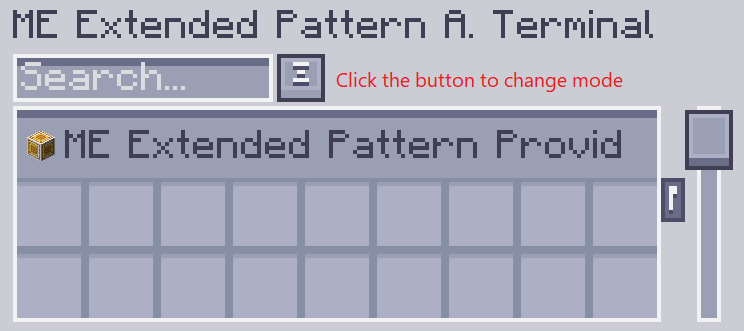 ME Extended Pattern A. Terminal
Search...
Click the button to change mode
ME Extended Pattern Provid